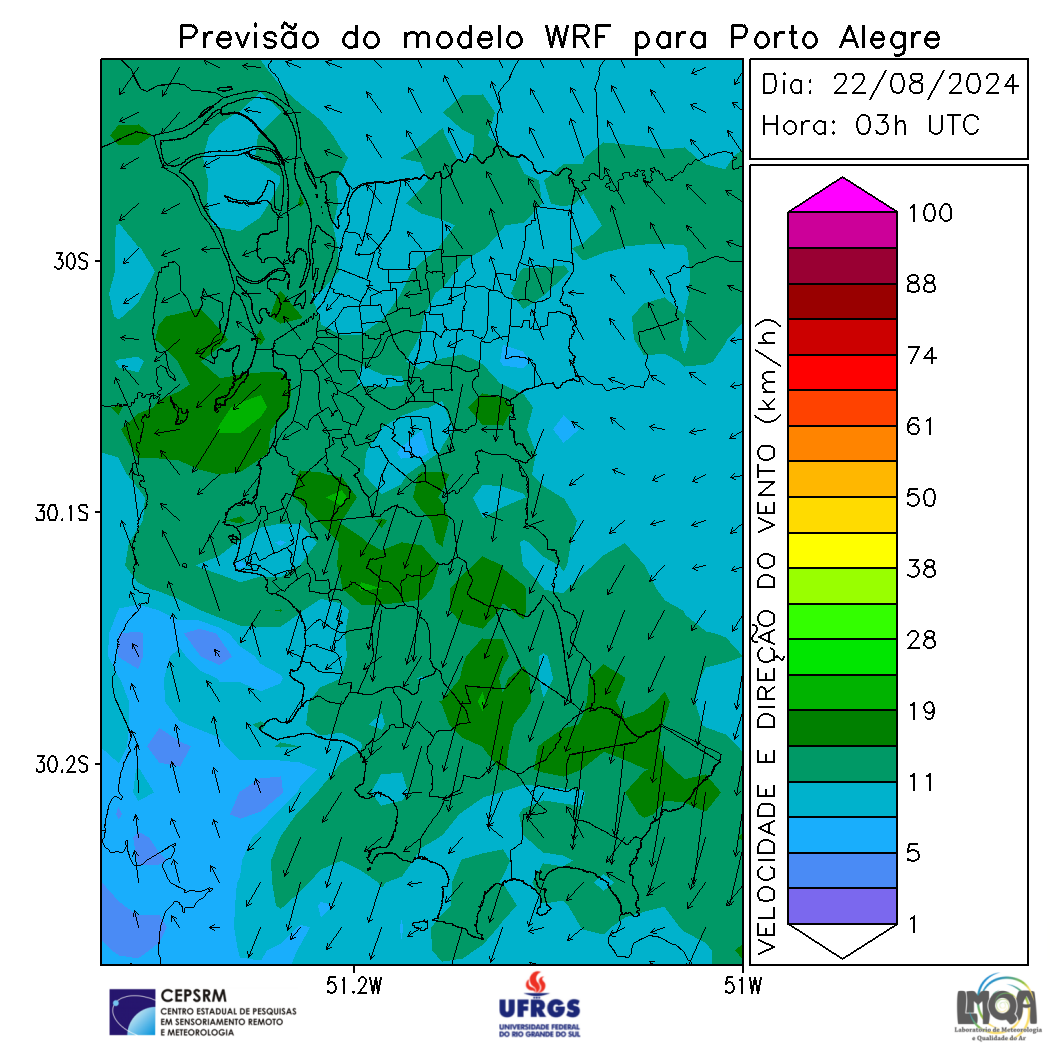 Previsão do modelo WRF para Porto Alegre
Dia: 22/08/2024
Hora: 03h UTC
30S
30.1S
30.2S
51.2W
51W
VELOCIDADE E DIREÇÃO DO VENTO (km/h)
100
88
74
61
50
38
28
19
11
5
1
CEPSRM
CENTRO ESTADUAL DE PESQUISAS
EM SENSORIAMENTO REMOTO
E METEOROLOGIA
UFRGS
UNIVERSIDADE FEDERAL
DO RIO GRANDE DO SUL
LMQA
Laboratório de Meteorologia
e Qualidade do Ar